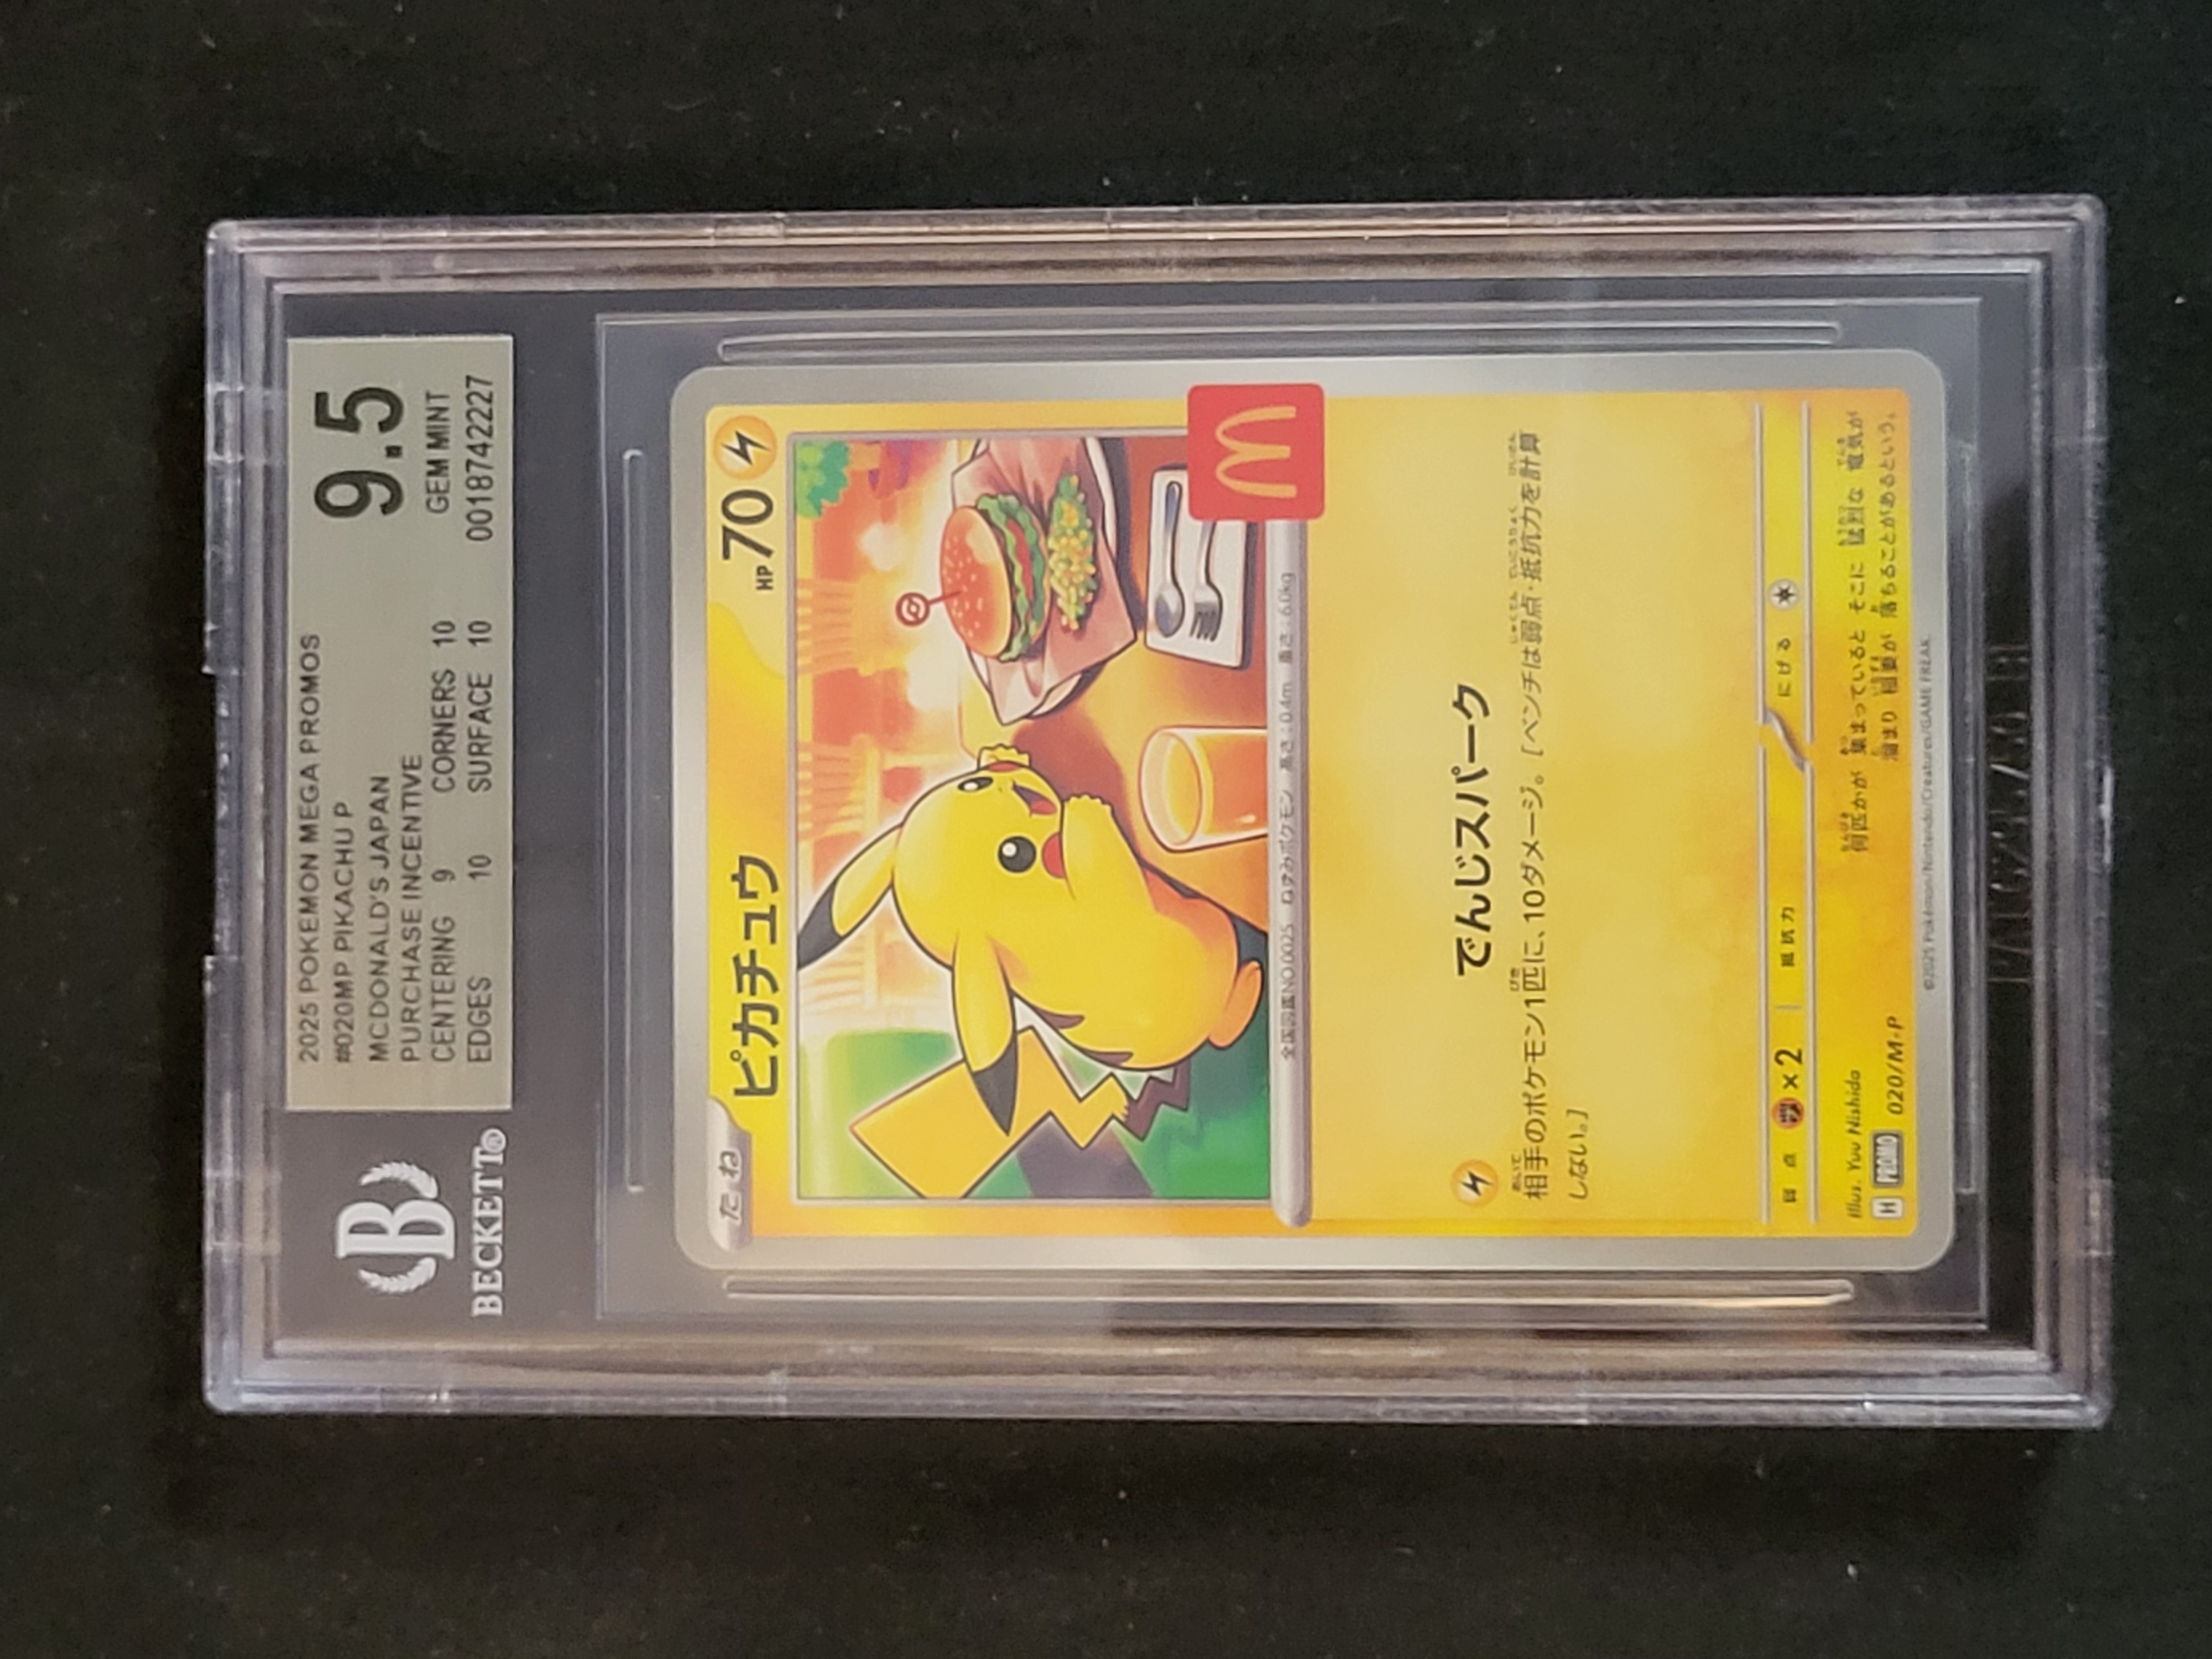 2025 POKEMON MEGA PROMOS
#020MP PIKACHU P
MCDONALD'S JAPAN
PURCHASE INCENTIVE
9.5
GEM MINT
CENTERING 9 CORNERS 10
EDGES 10 SURFACE 10
0018742227
B
BECKETT®
たね
ピカチュウ
HP 70
M
全国図鑑NO.0025 ねずみポケモン 高さ:0.4m 重さ:6.0kg
でんじスパーク
相手のポケモン1匹に、10ダメージ。[ベンチは弱点・抵抗力を計算
しない。]
弱点 ×2 抵抗力 にげる
Illus. Yuu Nishida
H PROMO 020/M-P
何匹かが 集まっていると そこに 猛烈な 電気が
溜まり 稲妻が 落ちることがあるという。
©2025 Pokémon/Nintendo/Creatures/GAME FREAK.